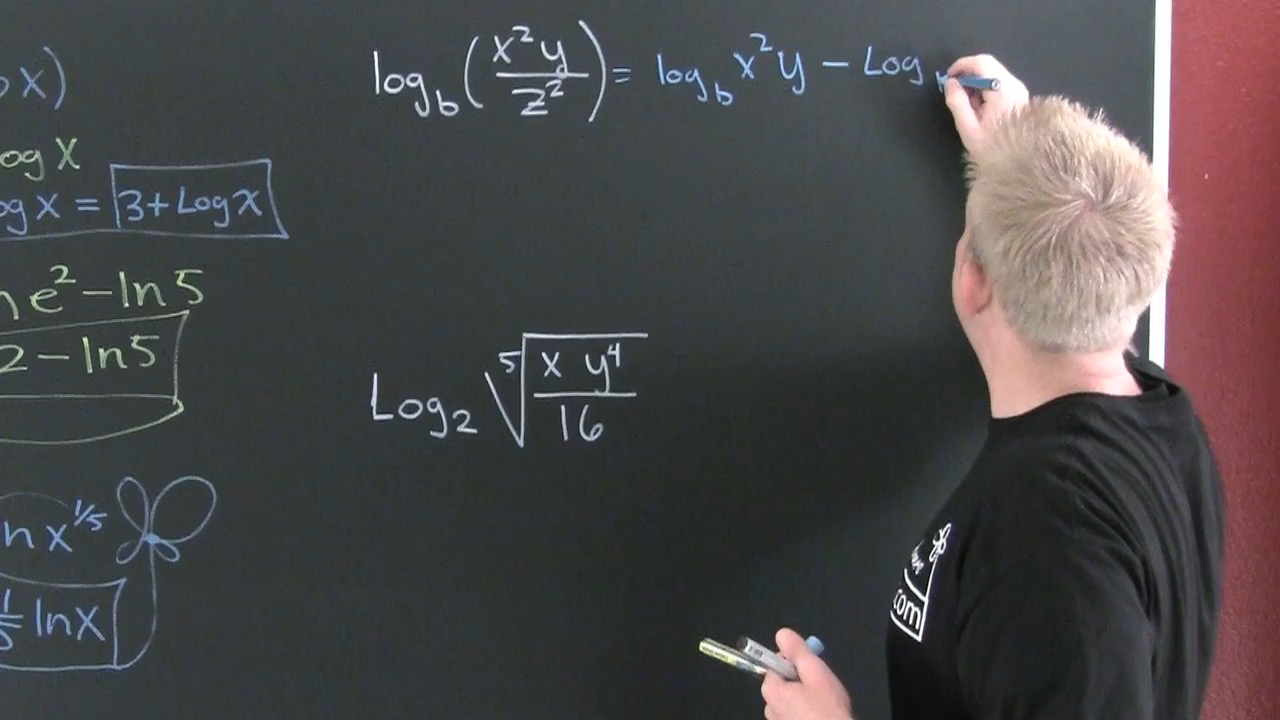 log_b (x²y / z²) = log_b x²y − Log
x)
og x
og x = 3 + Log x
n e² − ln 5
2 − ln 5
Log₂ ⁵√(x y⁴ / 16)
n x^1/5
1/5 ln x
com